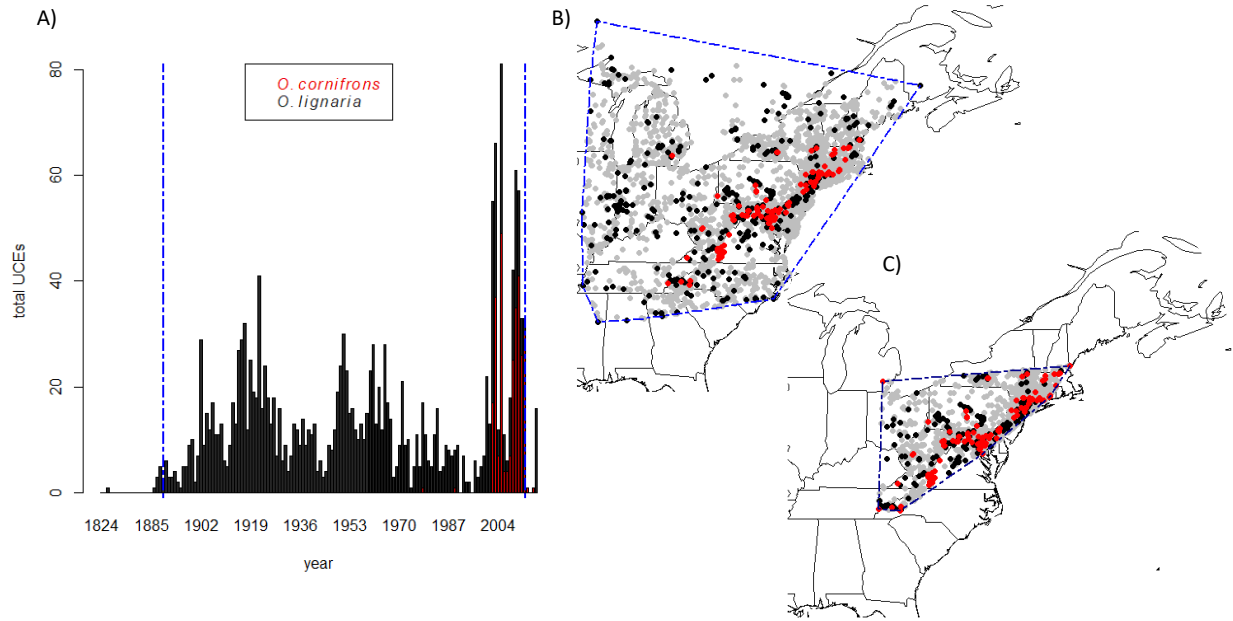 A)
total UCEs
80
60
40
20
0
O. cornifrons
O. lignaria
1824 1885 1902 1919 1936 1953 1970 1987 2004
year
B)
C)